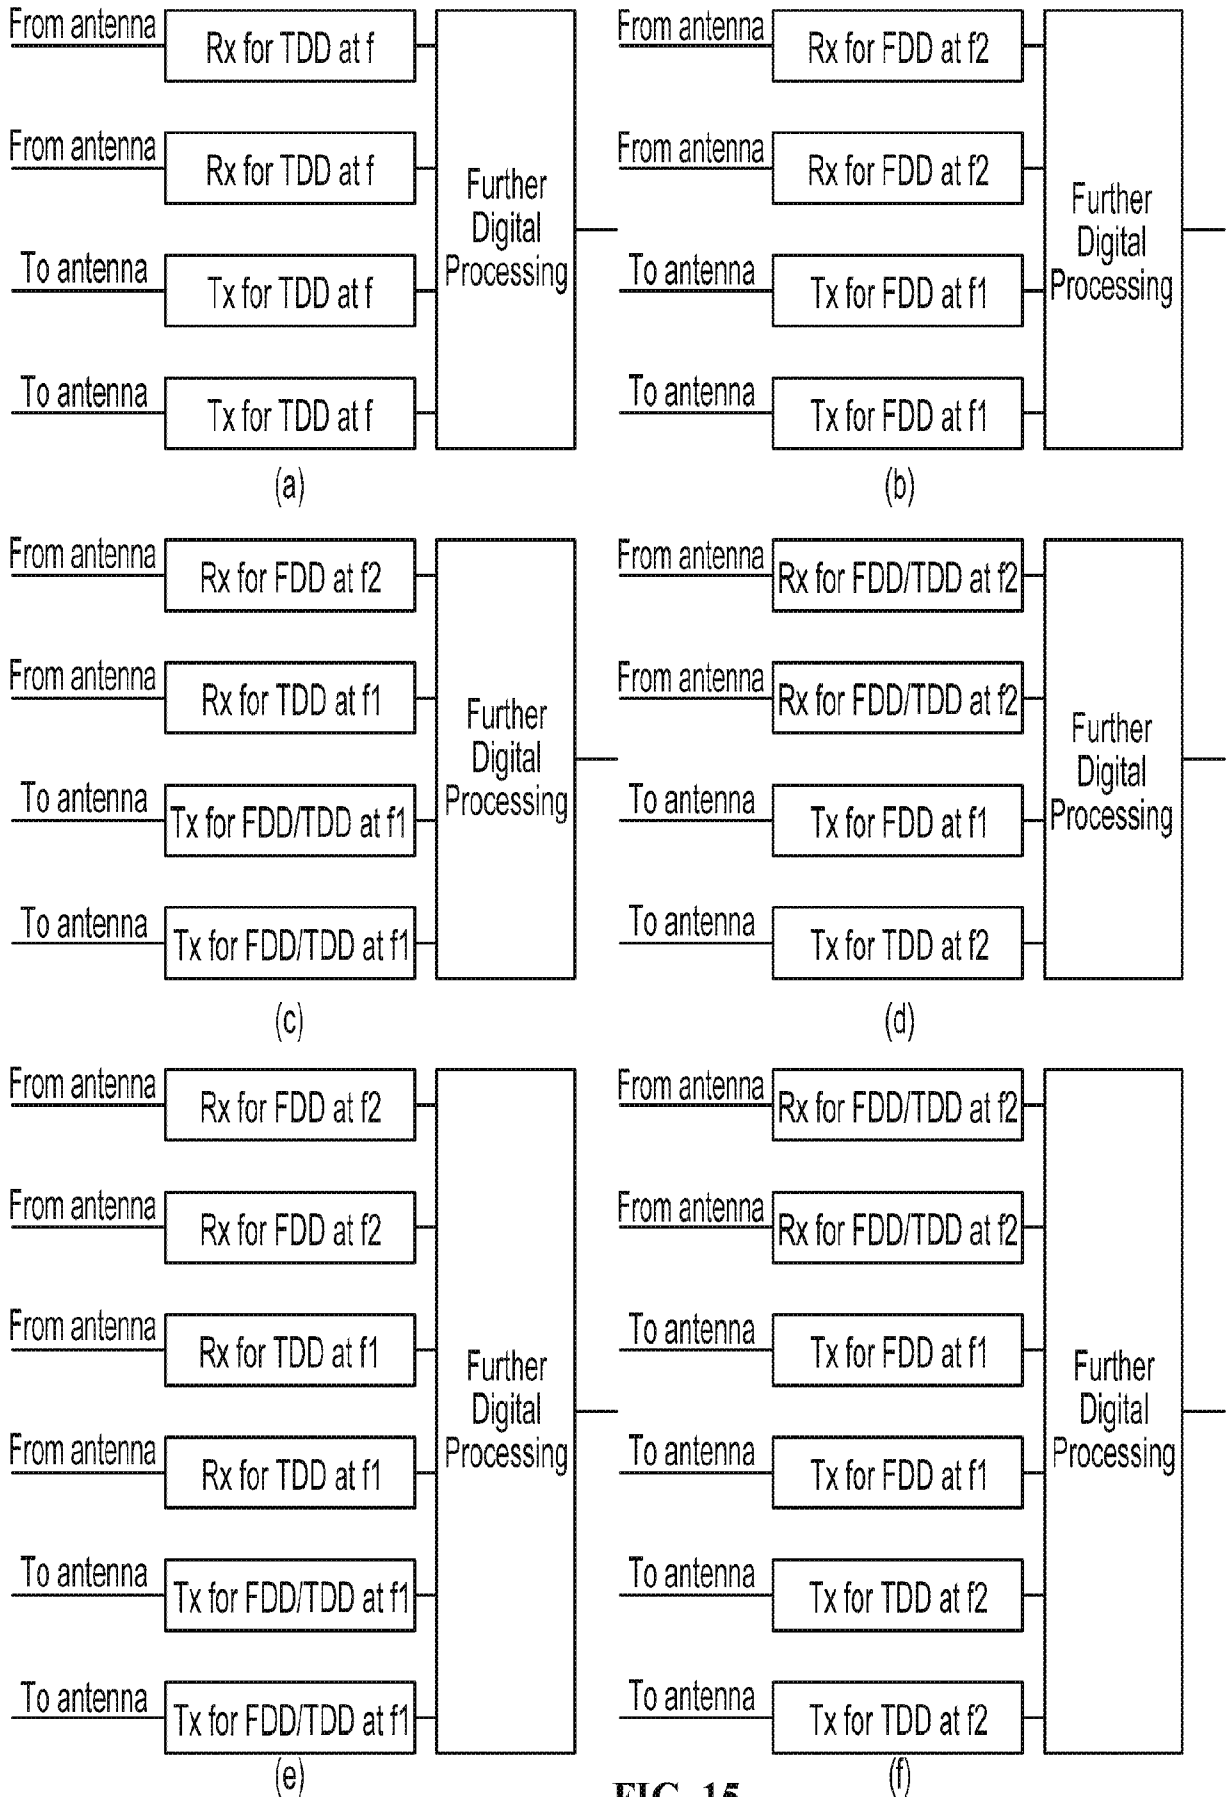 From antenna
Rx for TDD at f
From antenna
Rx for TDD at f
To antenna
Tx for TDD at f
To antenna
Tx for TDD at f
Further
Digital
Processing
(a)
From antenna
Rx for FDD at f2
From antenna
Rx for FDD at f2
To antenna
Tx for FDD at f1
To antenna
Tx for FDD at f1
Further
Digital
Processing
(b)
From antenna
Rx for FDD at f2
From antenna
Rx for TDD at f1
To antenna
Tx for FDD/TDD at f1
To antenna
Tx for FDD/TDD at f1
Further
Digital
Processing
(c)
From antenna
Rx for FDD/TDD at f2
From antenna
Rx for FDD/TDD at f2
To antenna
Tx for FDD at f1
To antenna
Tx for TDD at f2
Further
Digital
Processing
(d)
From antenna
Rx for FDD at f2
From antenna
Rx for FDD at f2
From antenna
Rx for TDD at f1
From antenna
Rx for TDD at f1
To antenna
Tx for FDD/TDD at f1
To antenna
Tx for FDD/TDD at f1
Further
Digital
Processing
(e)
From antenna
Rx for FDD/TDD at f2
From antenna
Rx for FDD/TDD at f2
To antenna
Tx for FDD at f1
To antenna
Tx for FDD at f1
To antenna
Tx for TDD at f2
To antenna
Tx for TDD at f2
Further
Digital
Processing
(f)
FIG. 15